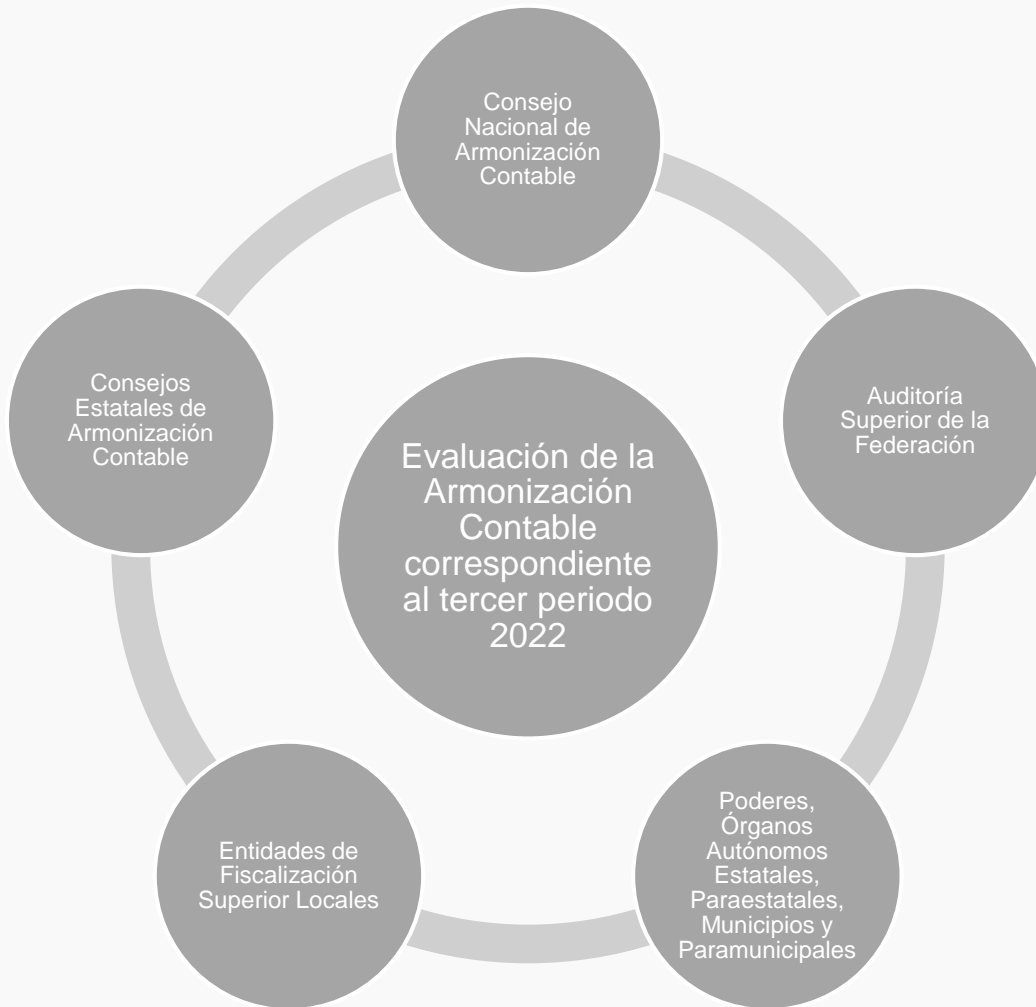 Consejo
Nacional de
Armonización
Contable
Auditoría
Superior de la
Federación
Poderes,
Órganos
Autónomos
Estatales,
Paraestatales,
Municipios y
Paramunicipales
Entidades de
Fiscalización
Superior Locales
Consejos
Estatales de
Armonización
Contable
Evaluación de la
Armonización
Contable
correspondiente
al tercer periodo
2022